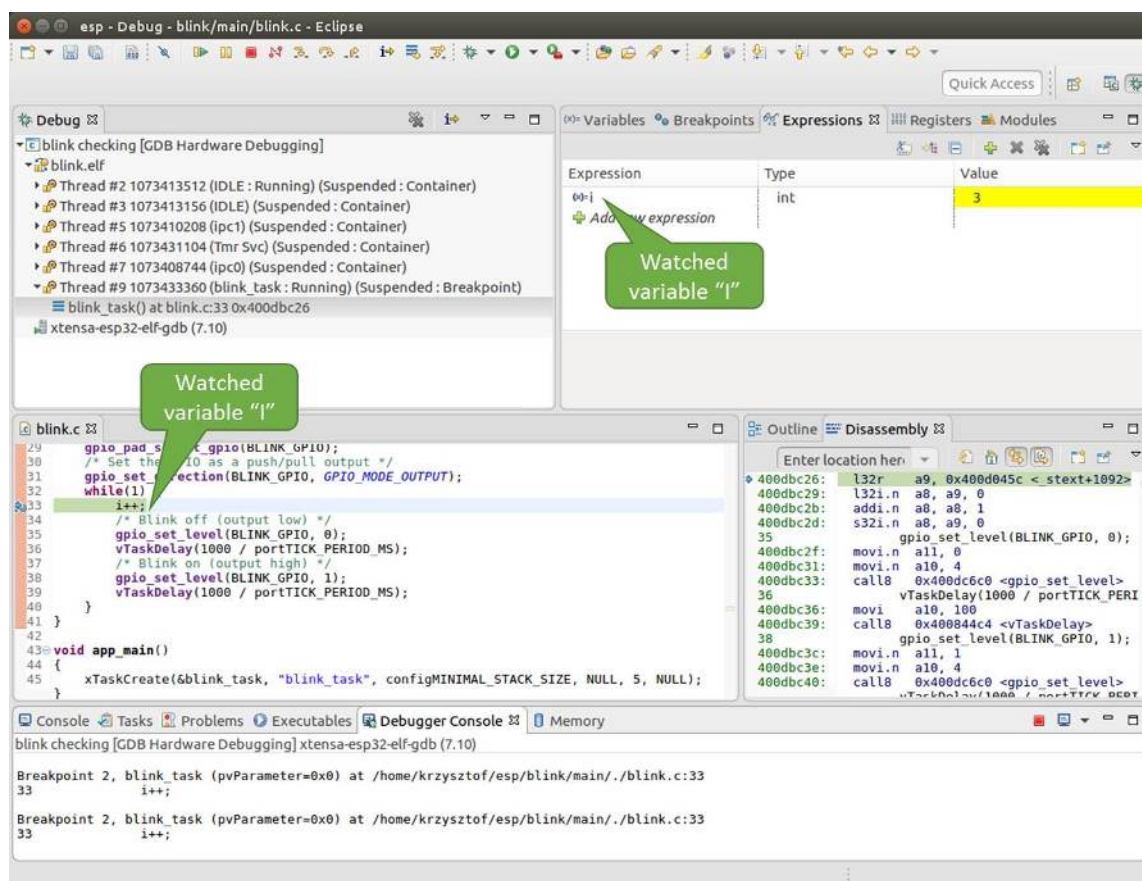 esp - Debug - blink/main/blink.c - Eclipse
Quick Access
Debug
blink checking [GDB Hardware Debugging]
blink.elf
Thread #2 1073413512 (IDLE : Running) (Suspended : Container)
Thread #3 1073413156 (IDLE) (Suspended : Container)
Thread #5 1073410208 (ipc1) (Suspended : Container)
Thread #6 1073431104 (Tmr Svc) (Suspended : Container)
Thread #7 1073408744 (ipc0) (Suspended : Container)
Thread #9 1073433360 (blink_task : Running) (Suspended : Breakpoint)
blink_task() at blink.c:33 0x400dbc26
xtensa-esp32-elf-gdb (7.10)
(x)= Variables Breakpoints Expressions Registers Modules
Expression Type Value
(x)= i int 3
Add new expression
Watched
variable “I”
Watched
variable “I”
blink.c
29 gpio_pad_s t_gpio(BLINK_GPIO);
30 /* Set the IO as a push/pull output */
31 gpio_set_ irection(BLINK_GPIO, GPIO_MODE_OUTPUT);
32 while(1)
33 i++;
34 /* Blink off (output low) */
35 gpio_set_level(BLINK_GPIO, 0);
36 vTaskDelay(1000 / portTICK_PERIOD_MS);
37 /* Blink on (output high) */
38 gpio_set_level(BLINK_GPIO, 1);
39 vTaskDelay(1000 / portTICK_PERIOD_MS);
40 }
41 }
42
43 void app_main()
44 {
45 xTaskCreate(&blink_task, "blink_task", configMINIMAL_STACK_SIZE, NULL, 5, NULL);
}
Outline Disassembly
Enter location her
400dbc26: l32r a9, 0x400d045c <_stext+1092>
400dbc29: l32i.n a8, a9, 0
400dbc2b: addi.n a8, a8, 1
400dbc2d: s32i.n a8, a9, 0
35 gpio_set_level(BLINK_GPIO, 0);
400dbc2f: movi.n a11, 0
400dbc31: movi.n a10, 4
400dbc33: call8 0x400dc6c0 <gpio_set_level>
36 vTaskDelay(1000 / portTICK_PERI
400dbc36: movi a10, 100
400dbc39: call8 0x400844c4 <vTaskDelay>
38 gpio_set_level(BLINK_GPIO, 1);
400dbc3c: movi.n a11, 1
400dbc3e: movi.n a10, 4
400dbc40: call8 0x400dc6c0 <gpio_set_level>
vTaskDelay(1000 / portTICK_PERI
Console Tasks Problems Executables Debugger Console Memory
blink checking [GDB Hardware Debugging] xtensa-esp32-elf-gdb (7.10)
Breakpoint 2, blink_task (pvParameter=0x0) at /home/krzysztof/esp/blink/main/./blink.c:33
33 i++;
Breakpoint 2, blink_task (pvParameter=0x0) at /home/krzysztof/esp/blink/main/./blink.c:33
33 i++;